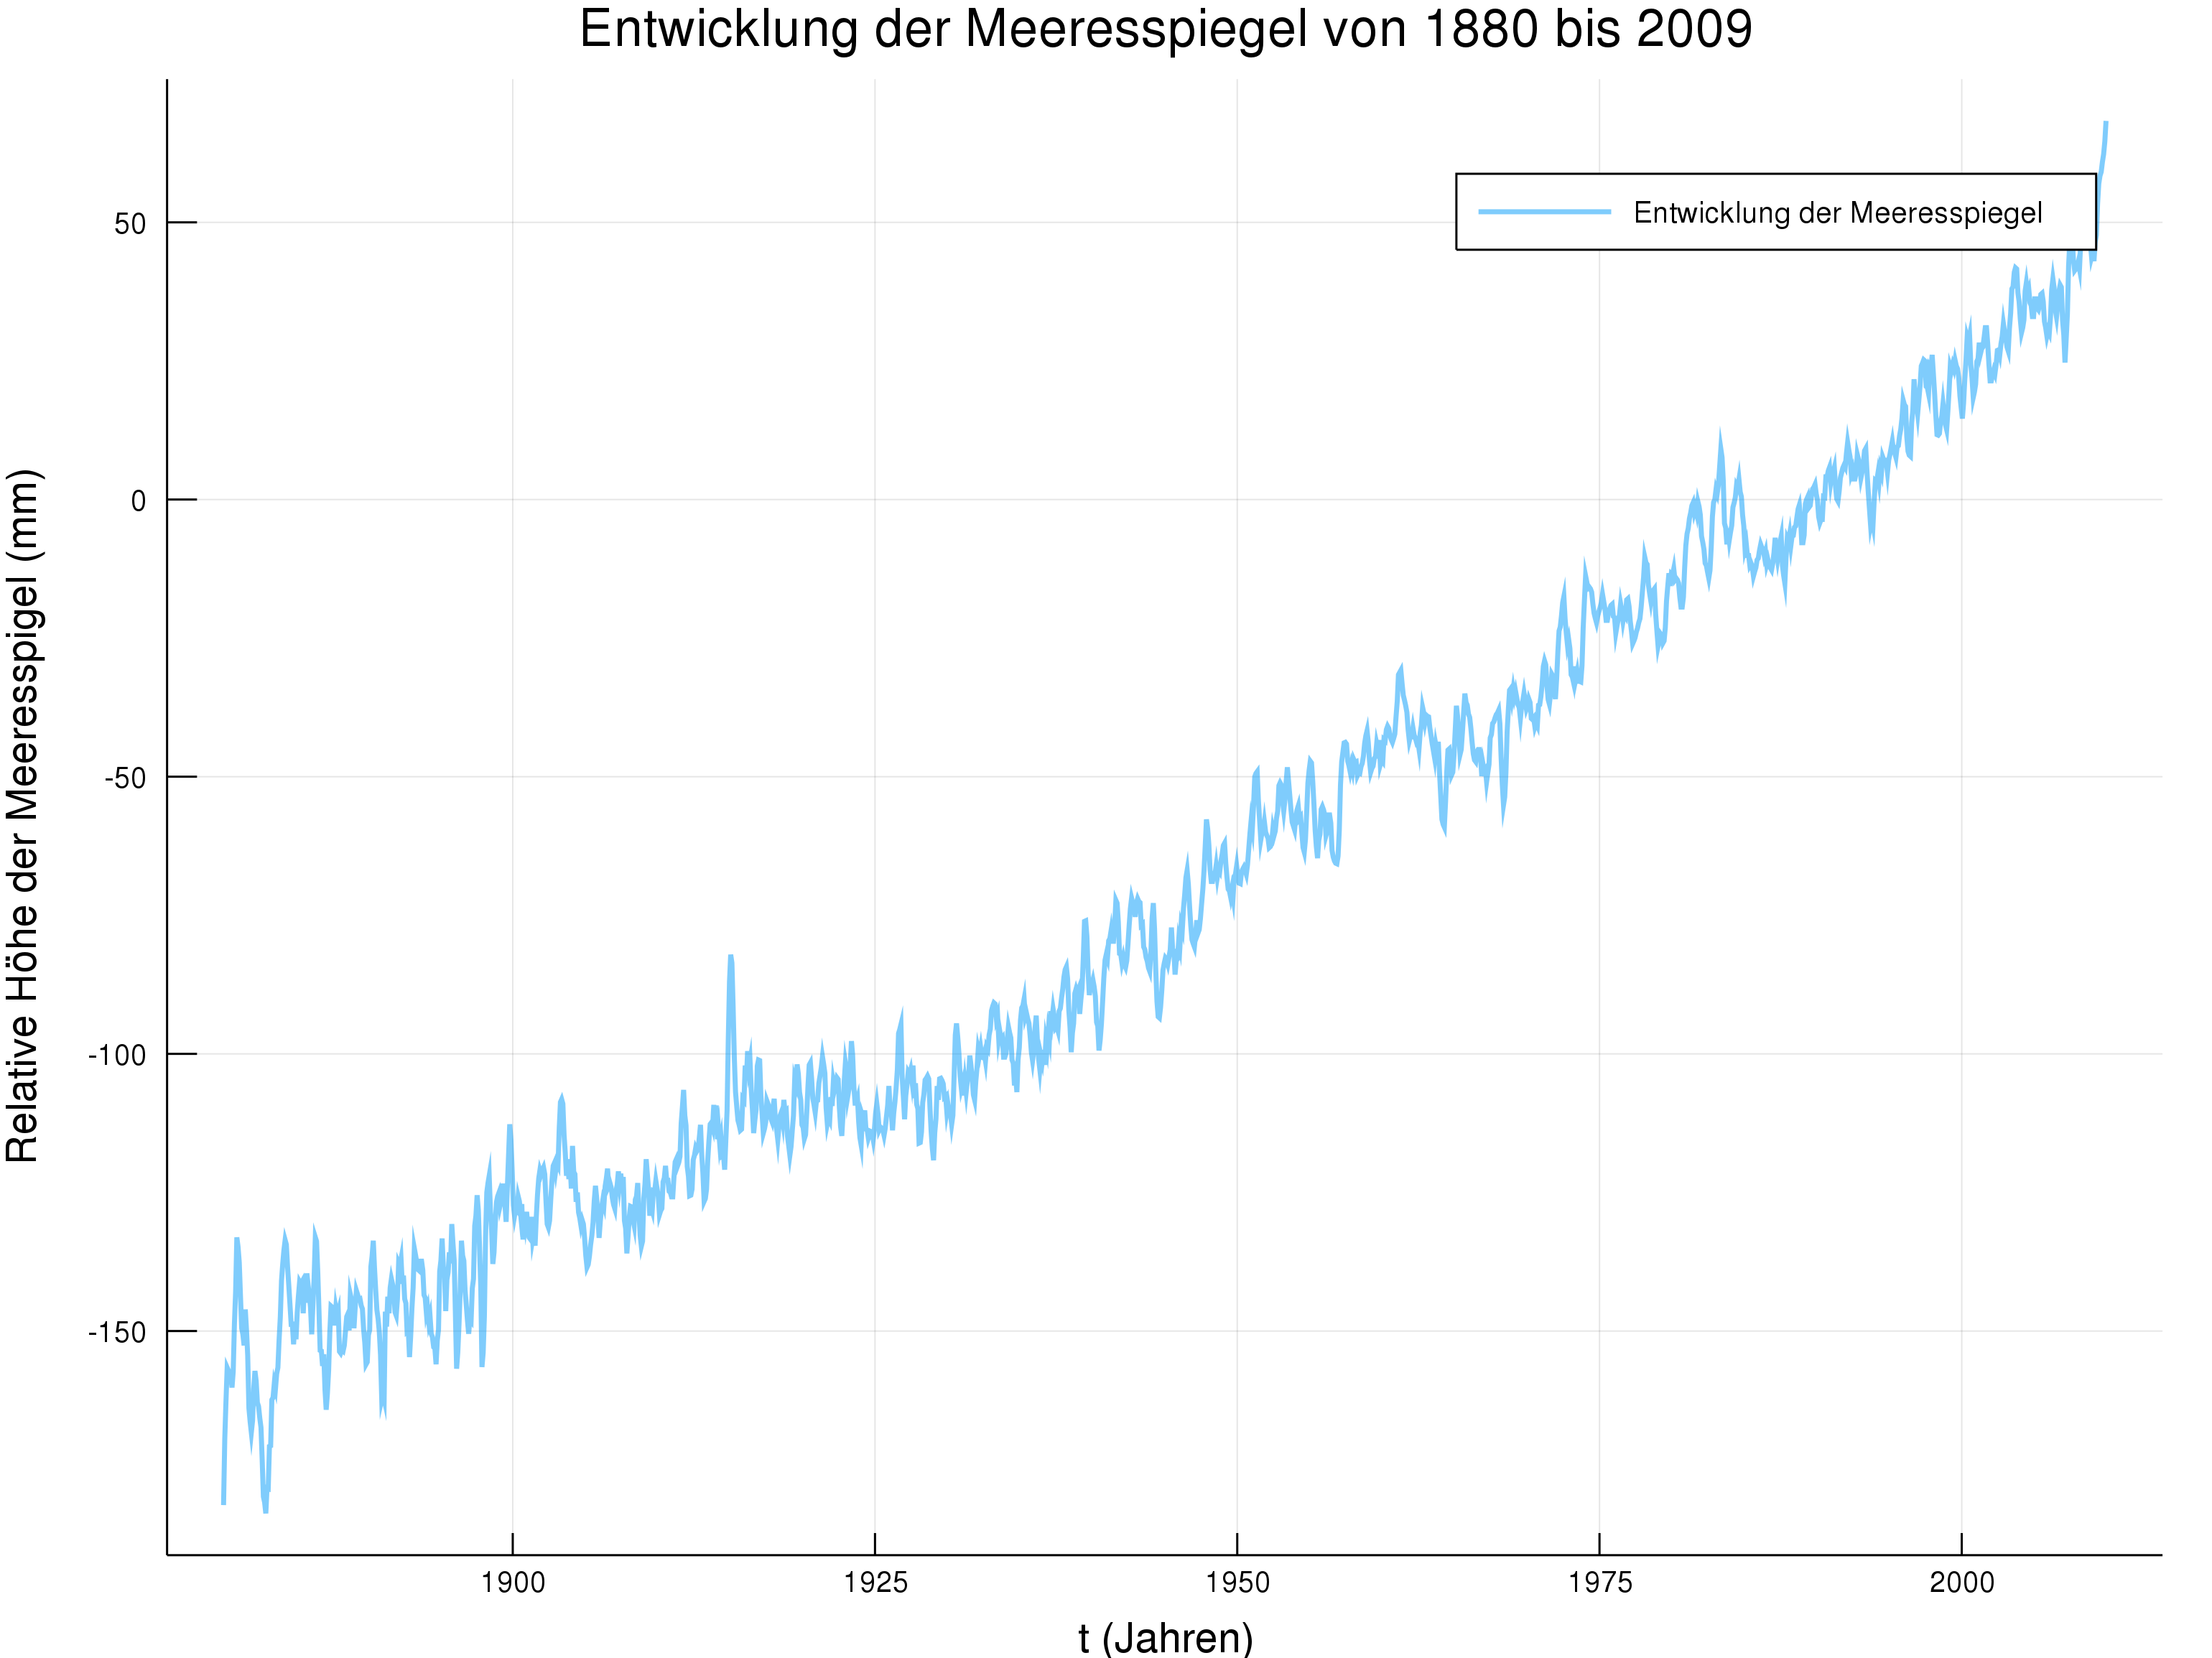 Entwicklung der Meeresspiegel von 1880 bis 2009
Relative Höhe der Meeresspigel (mm)
50
0
-50
-100
-150
Entwicklung der Meeresspiegel
1900
1925
1950
1975
2000
t (Jahren)